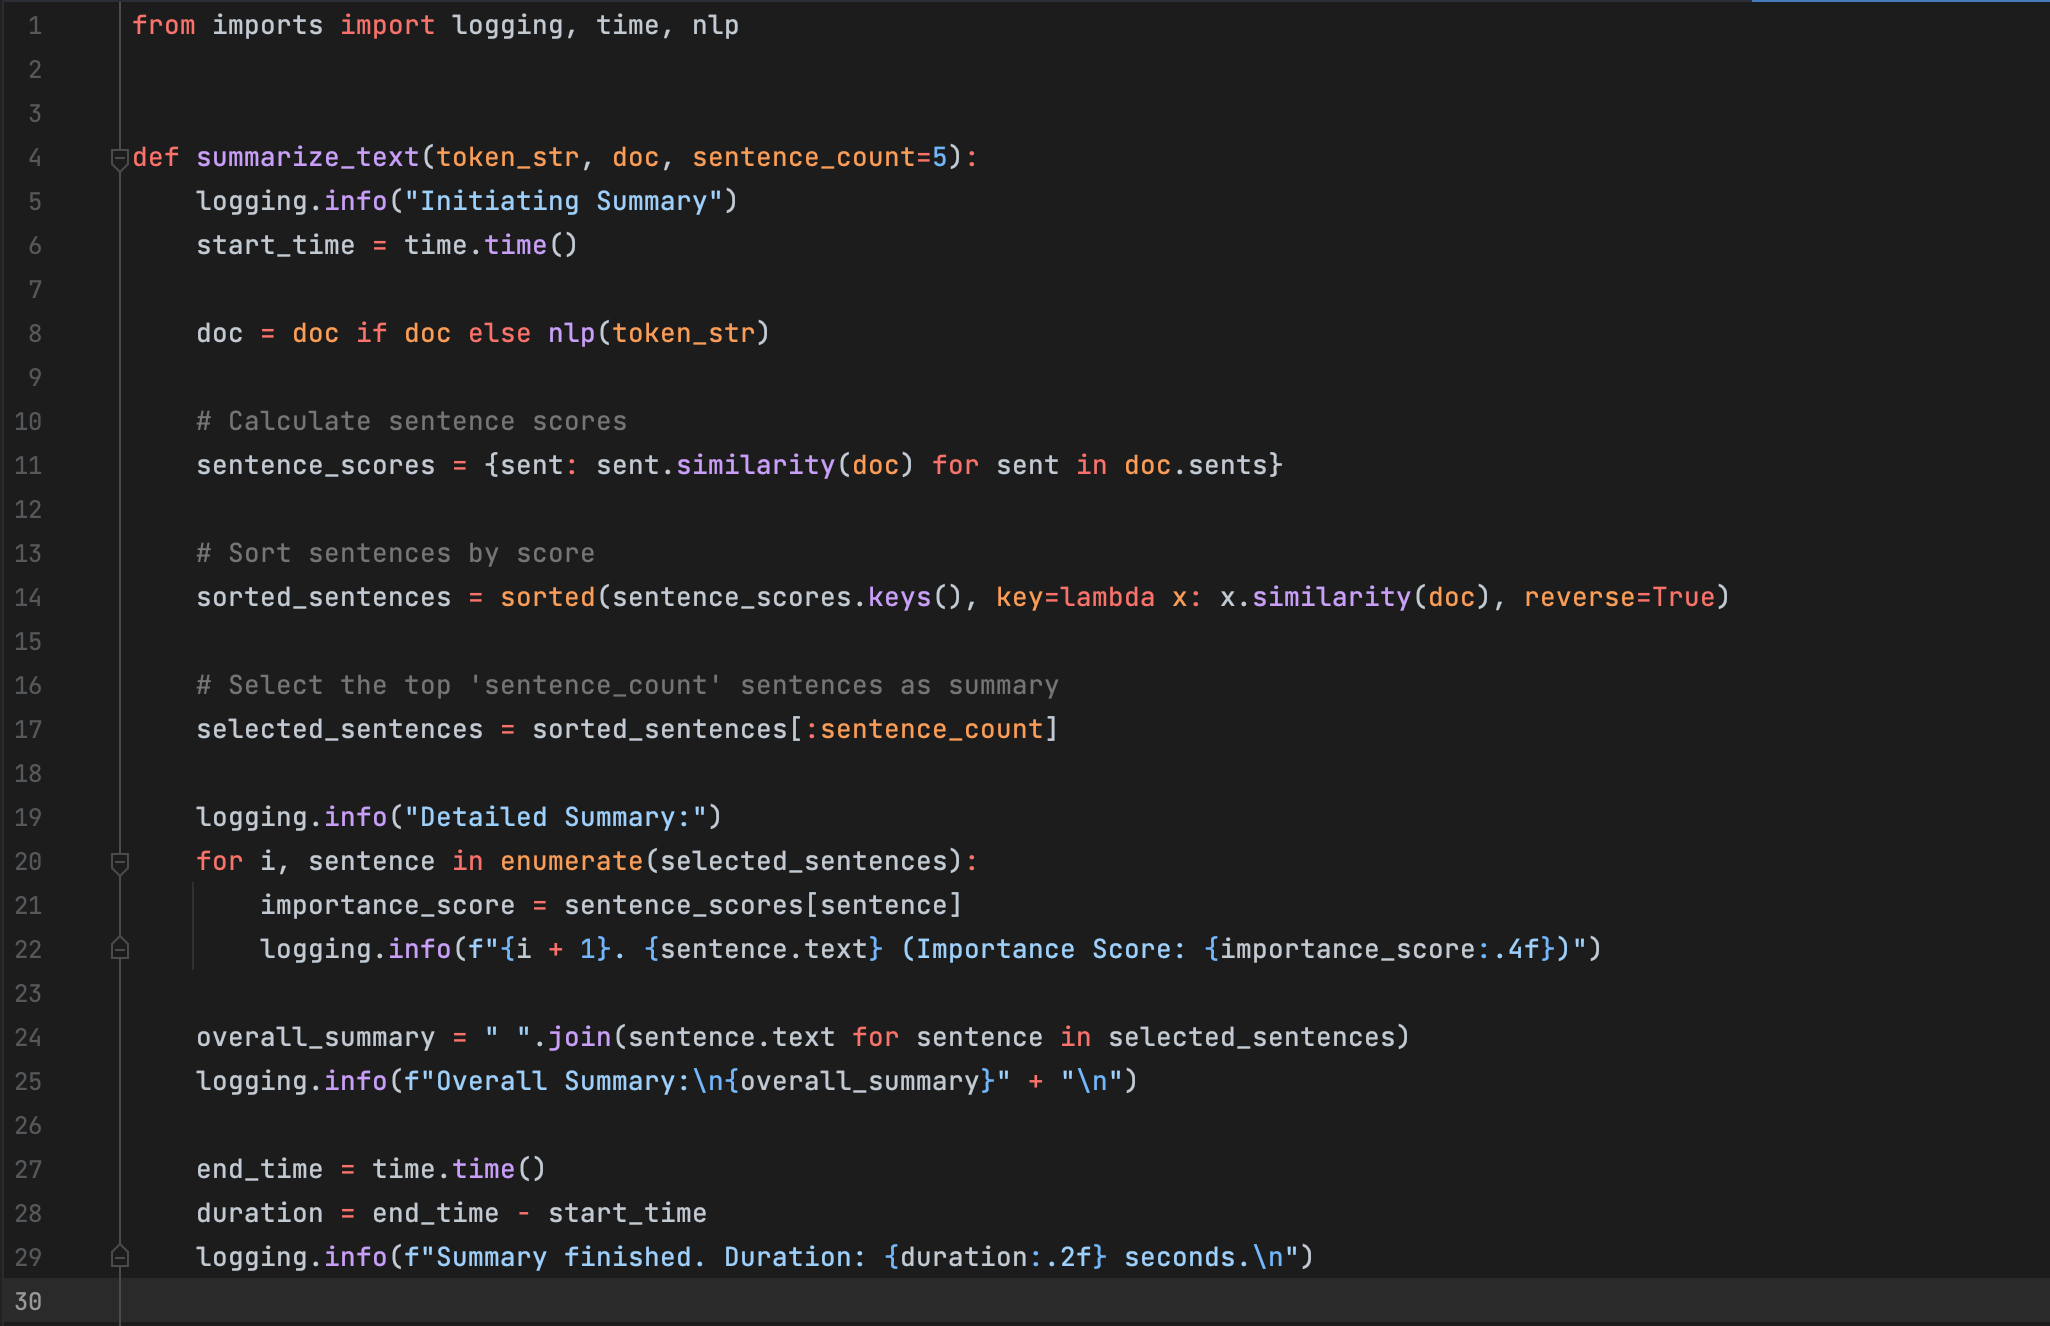 1 from imports import logging, time, nlp
2
3
4 def summarize_text(token_str, doc, sentence_count=5):
5     logging.info("Initiating Summary")
6     start_time = time.time()
7
8     doc = doc if doc else nlp(token_str)
9
10     # Calculate sentence scores
11     sentence_scores = {sent: sent.similarity(doc) for sent in doc.sents}
12
13     # Sort sentences by score
14     sorted_sentences = sorted(sentence_scores.keys(), key=lambda x: x.similarity(doc), reverse=True)
15
16     # Select the top 'sentence_count' sentences as summary
17     selected_sentences = sorted_sentences[:sentence_count]
18
19     logging.info("Detailed Summary:")
20     for i, sentence in enumerate(selected_sentences):
21         importance_score = sentence_scores[sentence]
22         logging.info(f"{i + 1}. {sentence.text} (Importance Score: {importance_score:.4f})")
23
24     overall_summary = " ".join(sentence.text for sentence in selected_sentences)
25     logging.info(f"Overall Summary:\n{overall_summary}" + "\n")
26
27     end_time = time.time()
28     duration = end_time - start_time
29     logging.info(f"Summary finished. Duration: {duration:.2f} seconds.\n")
30